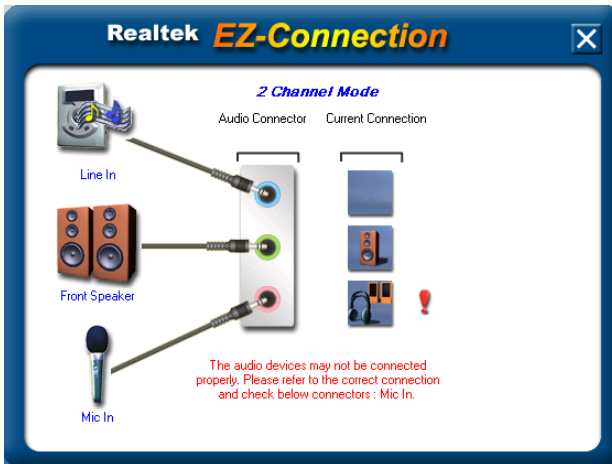 Realtek EZ-Connection
2 Channel Mode
Audio Connector Current Connection
Line In
Front Speaker
Mic In
The audio devices may not be connected
properly. Please refer to the correct connection
and check below connectors : Mic In.